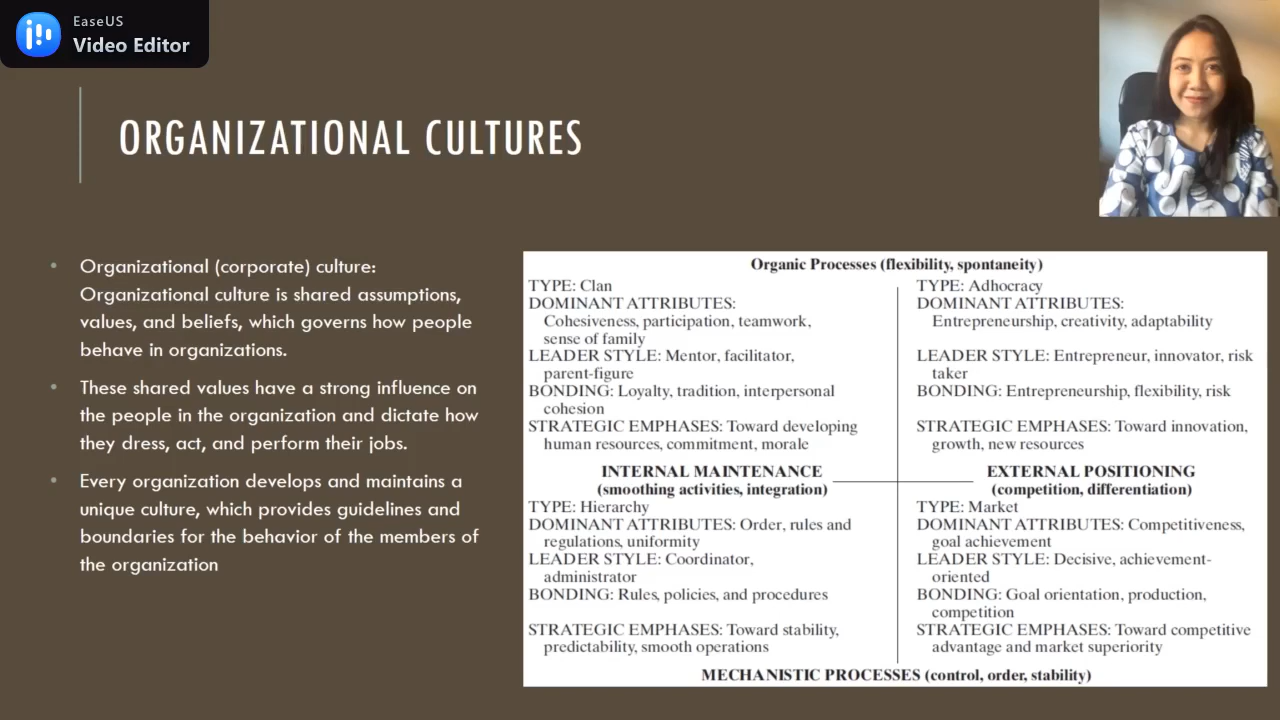 EaseUS
Video Editor
ORGANIZATIONAL CULTURES
• Organizational (corporate) culture:
Organizational culture is shared assumptions,
values, and beliefs, which governs how people
behave in organizations.
• These shared values have a strong influence on
the people in the organization and dictate how
they dress, act, and perform their jobs.
• Every organization develops and maintains a
unique culture, which provides guidelines and
boundaries for the behavior of the members of
the organization
Organic Processes (flexibility, spontaneity)
TYPE: Clan
DOMINANT ATTRIBUTES:
Cohesiveness, participation, teamwork,
sense of family
LEADER STYLE: Mentor, facilitator,
parent-figure
BONDING: Loyalty, tradition, interpersonal
cohesion
STRATEGIC EMPHASES: Toward developing
human resources, commitment, morale
TYPE: Adhocracy
DOMINANT ATTRIBUTES:
Entrepreneurship, creativity, adaptability
LEADER STYLE: Entrepreneur, innovator, risk
taker
BONDING: Entrepreneurship, flexibility, risk
STRATEGIC EMPHASES: Toward innovation,
growth, new resources
INTERNAL MAINTENANCE
(smoothing activities, integration)
EXTERNAL POSITIONING
(competition, differentiation)
TYPE: Hierarchy
DOMINANT ATTRIBUTES: Order, rules and
regulations, uniformity
LEADER STYLE: Coordinator,
administrator
BONDING: Rules, policies, and procedures
STRATEGIC EMPHASES: Toward stability,
predictability, smooth operations
TYPE: Market
DOMINANT ATTRIBUTES: Competitiveness,
goal achievement
LEADER STYLE: Decisive, achievement-
oriented
BONDING: Goal orientation, production,
competition
STRATEGIC EMPHASES: Toward competitive
advantage and market superiority
MECHANISTIC PROCESSES (control, order, stability)